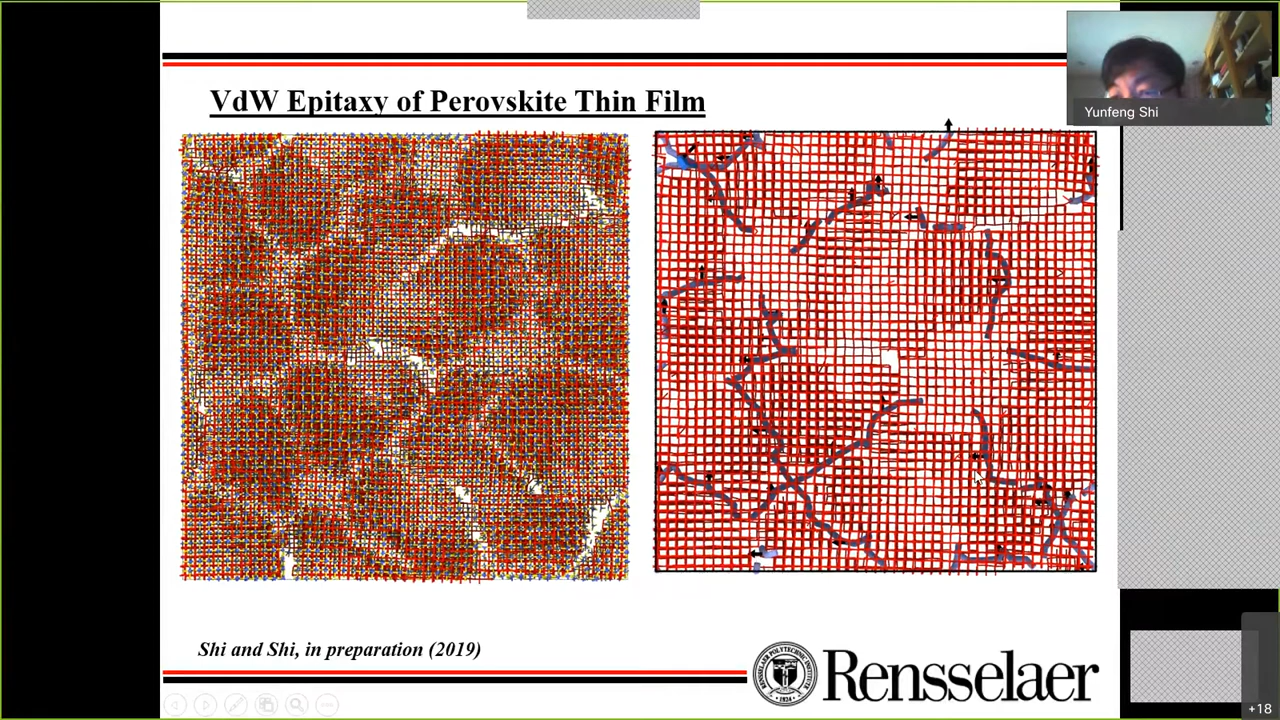 VdW Epitaxy of Perovskite Thin Film
Yunfeng Shi
Shi and Shi, in preparation (2019)
Rensselaer
+18